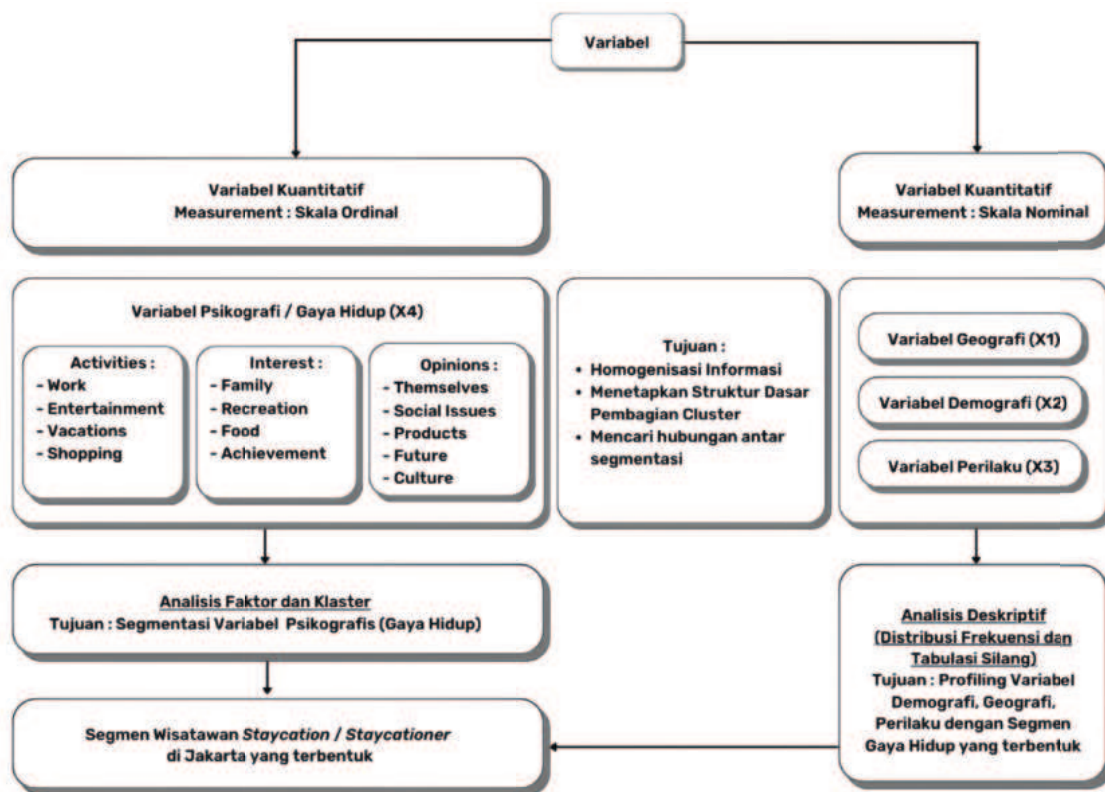 Variabel
Variabel Kuantitatif
Measurement : Skala Ordinal
Variabel Kuantitatif
Measurement : Skala Nominal
Variabel Psikografi / Gaya Hidup (X4)
Activities :
- Work
- Entertainment
- Vacations
- Shopping
Interest :
- Family
- Recreation
- Food
- Achievement
Opinions :
- Themselves
- Social Issues
- Products
- Future
- Culture
Tujuan :
• Homogenisasi Informasi
• Menetapkan Struktur Dasar
Pembagian Cluster
• Mencari hubungan antar
segmentasi
Variabel Geografi (X1)
Variabel Demografi (X2)
Variabel Perilaku (X3)
Analisis Faktor dan Klaster
Tujuan : Segmentasi Variabel Psikografis (Gaya Hidup)
Analisis Deskriptif
(Distribusi Frekuensi dan
Tabulasi Silang)
Tujuan : Profiling Variabel
Demografi, Geografi,
Perilaku dengan Segmen
Gaya Hidup yang terbentuk
Segmen Wisatawan Staycation / Staycationer
di Jakarta yang terbentuk